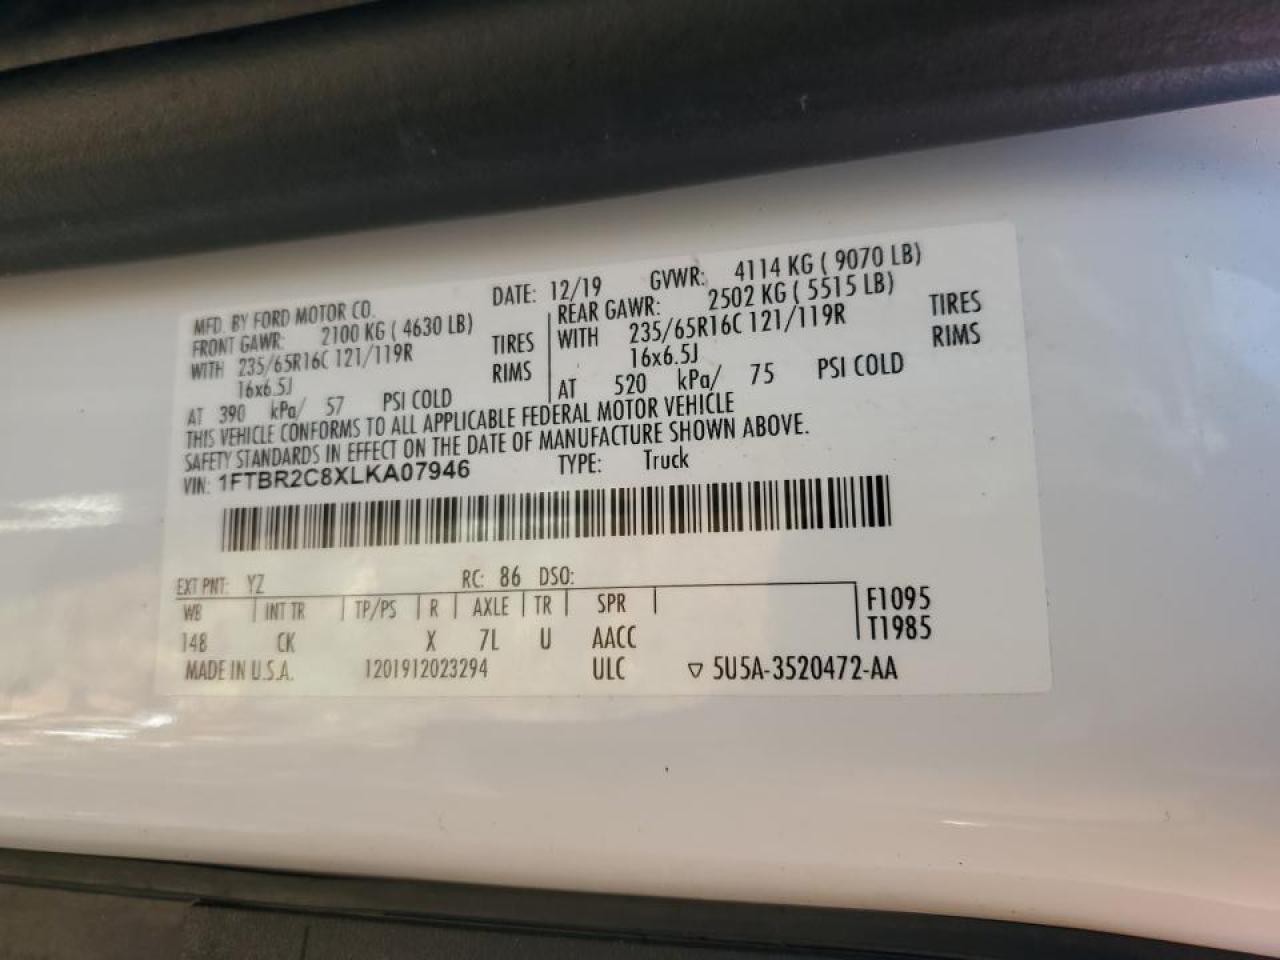 MFD. BY FORD MOTOR CO.
DATE: 12/19 GVWR: 4114 KG ( 9070 LB)
FRONT GAWR: 2100 KG ( 4630 LB)
WITH 235/65R16C 121/119R TIRES
16x6.5J RIMS
AT 390 kPa/ 57 PSI COLD
REAR GAWR: 2502 KG ( 5515 LB)
WITH 235/65R16C 121/119R TIRES
16x6.5J RIMS
AT 520 kPa/ 75 PSI COLD
THIS VEHICLE CONFORMS TO ALL APPLICABLE FEDERAL MOTOR VEHICLE
SAFETY STANDARDS IN EFFECT ON THE DATE OF MANUFACTURE SHOWN ABOVE.
VIN: 1FTBR2C8XLKA07946 TYPE: Truck
EXT PNT: YZ RC: 86 DSO:
WB INT TR TP/PS R AXLE TR SPR F1095
148 CK X 7L U AACC T1985
MADE IN U.S.A. 1201912023294 ULC ▽ 5U5A-3520472-AA